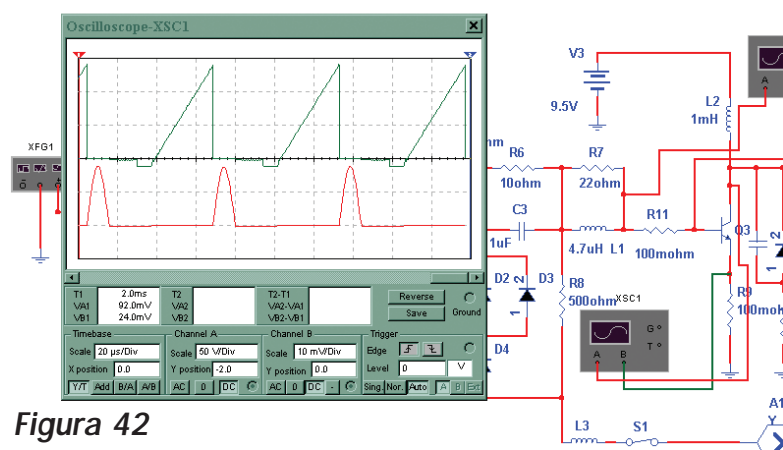 Oscilloscope-XSC1
T1 2.0ms T2 T2-T1
VA1 92.0mV VA2 VA2-VA1
VB1 24.0mV VB2 VB2-VB1
Reverse
Save
Ground
Timebase Channel A Channel B Trigger
Scale 20 µs/Div Scale 50 V/Div Scale 10 mV/Div Edge
X position 0.0 Y position -2.0 Y position 0.0 Level 0 V
Y/T Add B/A A/B AC 0 DC AC 0 DC - Sing. Nor. Auto A B Ext
XFG1
V3
9.5V
L2
1mH
A
R6
10ohm
R7
22ohm
C3
1uF
4.7uH L1
R11
100mohm
Q3
2
1
D2
2
D3
1
R8
500ohm
XSC1
G
T
A B
R9
100moh
D4
L3
S1
A1
Y
Figura 42